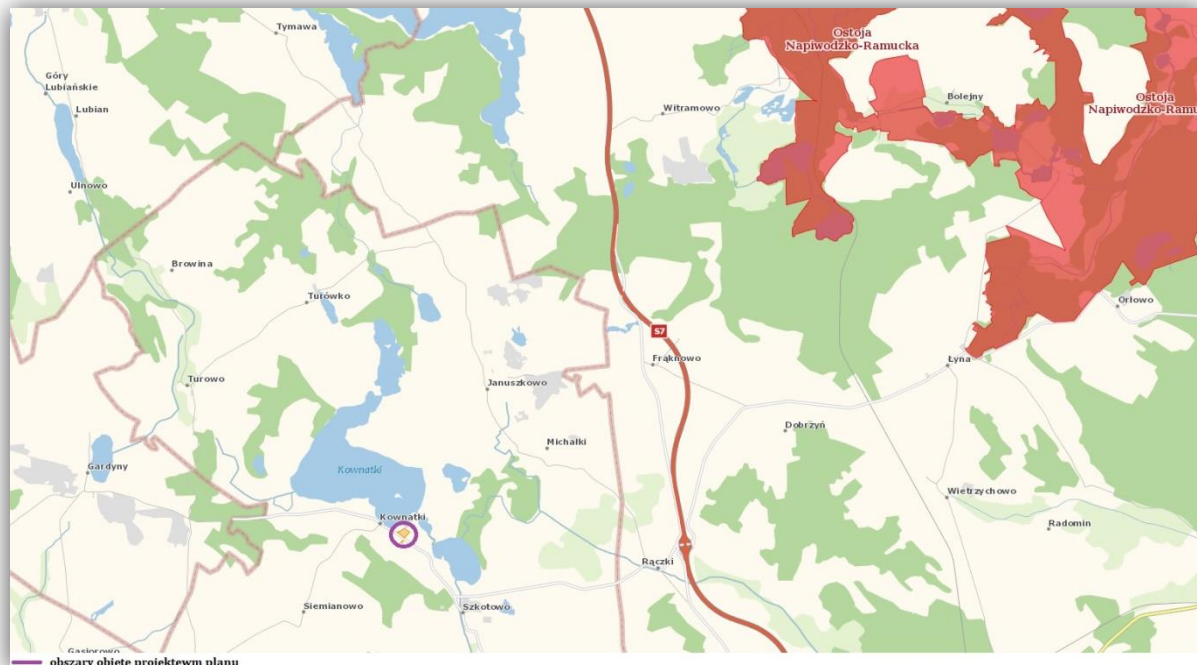 Tymawa
Ostoja
Napiwodzko-Ramucka
Góry
Lubiańskie
Lubian
Witramowo
Bolejny
Ostoja
Napiwodzko-Ramu
Ulnowo
Browina
Turówko
Orłowo
S7
Frąknowo
Łyna
Turowo
Januszkowo
Dobrzyń
Michałki
Gardyny
Kownatki
Wietrzychowo
Kownatki
Radomin
Rączki
Siemianowo
Szkotowo
Gąsiorowo
obszary objęte projektewm planu